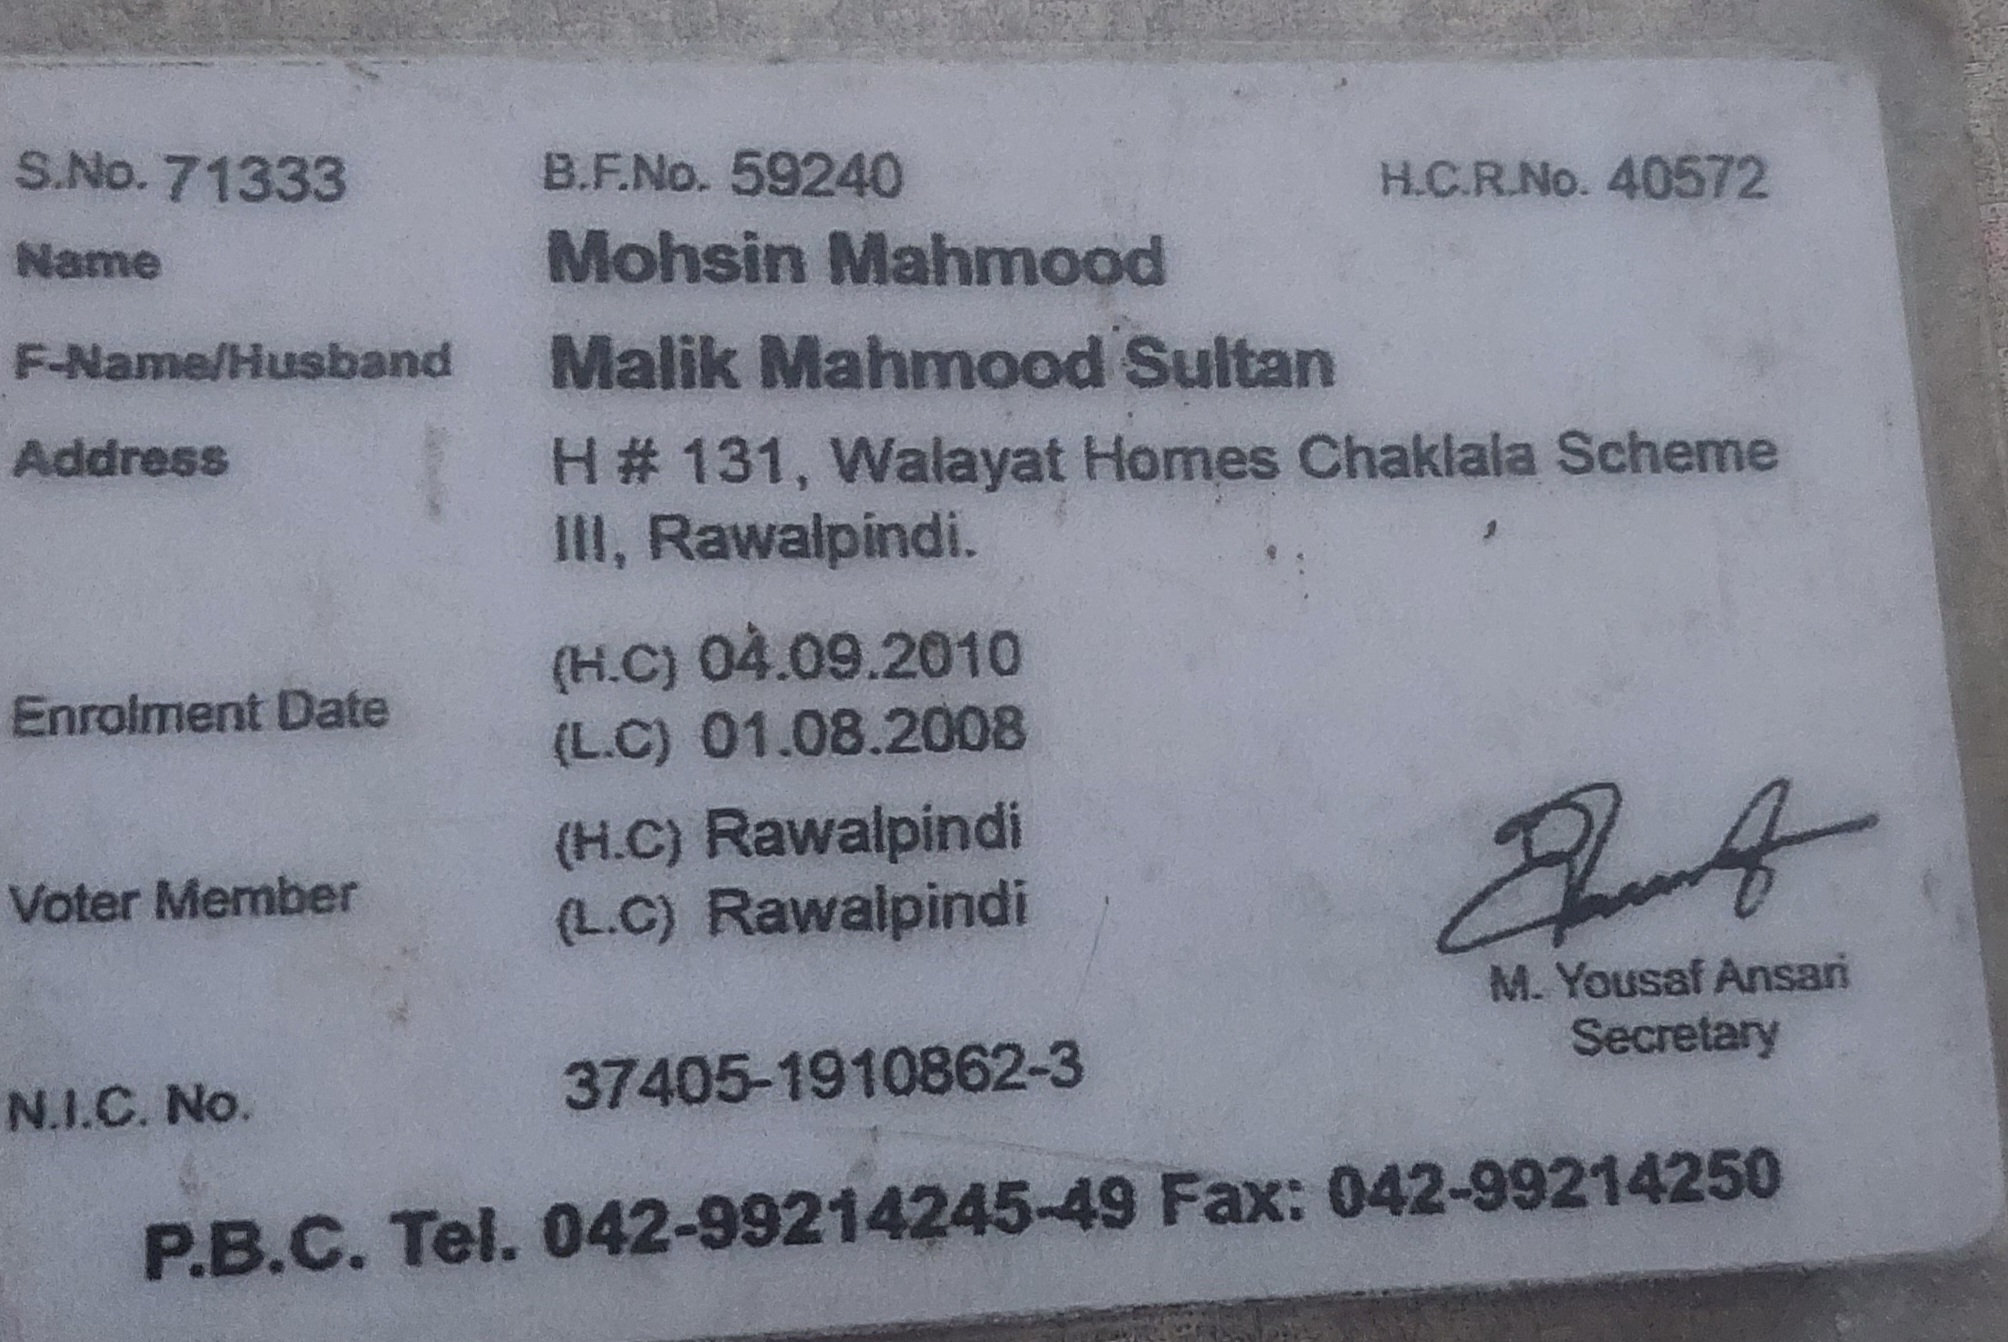 S.No. 71333 B.F.No. 59240 H.C.R.No. 40572
Name Mohsin Mahmood
F-Name/Husband Malik Mahmood Sultan
Address H # 131, Walayat Homes Chaklala Scheme
III, Rawalpindi.
Enrolment Date (H.C) 04.09.2010
(L.C) 01.08.2008
Voter Member (H.C) Rawalpindi
(L.C) Rawalpindi
M. Yousaf Ansari
Secretary
N.I.C. No. 37405-1910862-3
P.B.C. Tel. 042-99214245-49 Fax: 042-99214250